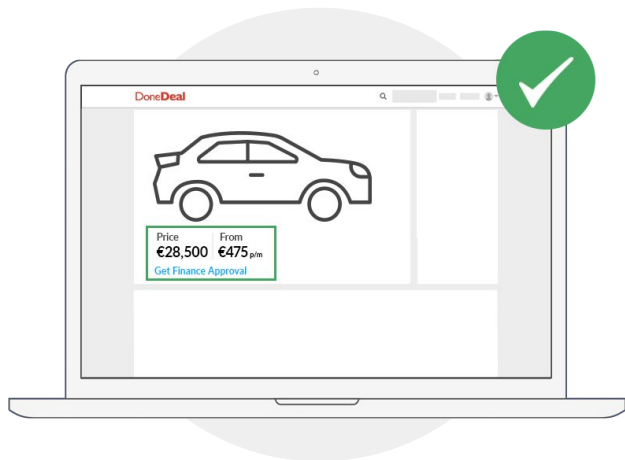 DoneDeal
Price From
€28,500 €475 p/m
Get Finance Approval